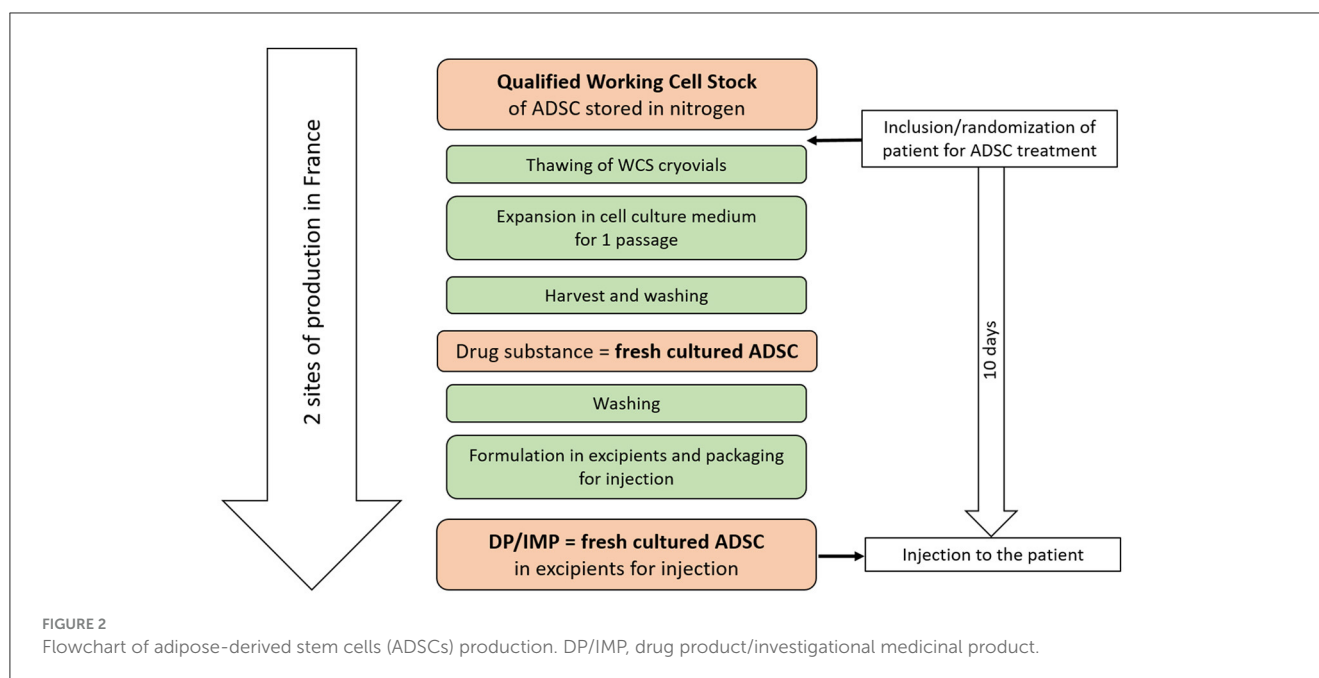 2 sites of production in France
Qualified Working Cell Stock
of ADSC stored in nitrogen
Inclusion/randomization of
patient for ADSC treatment
Thawing of WCS cryovials
Expansion in cell culture medium
for 1 passage
Harvest and washing
Drug substance = fresh cultured ADSC
10 days
Washing
Formulation in excipients and packaging
for injection
DP/IMP = fresh cultured ADSC
in excipients for injection
Injection to the patient
FIGURE 2
Flowchart of adipose-derived stem cells (ADSCs) production. DP/IMP, drug product/investigational medicinal product.